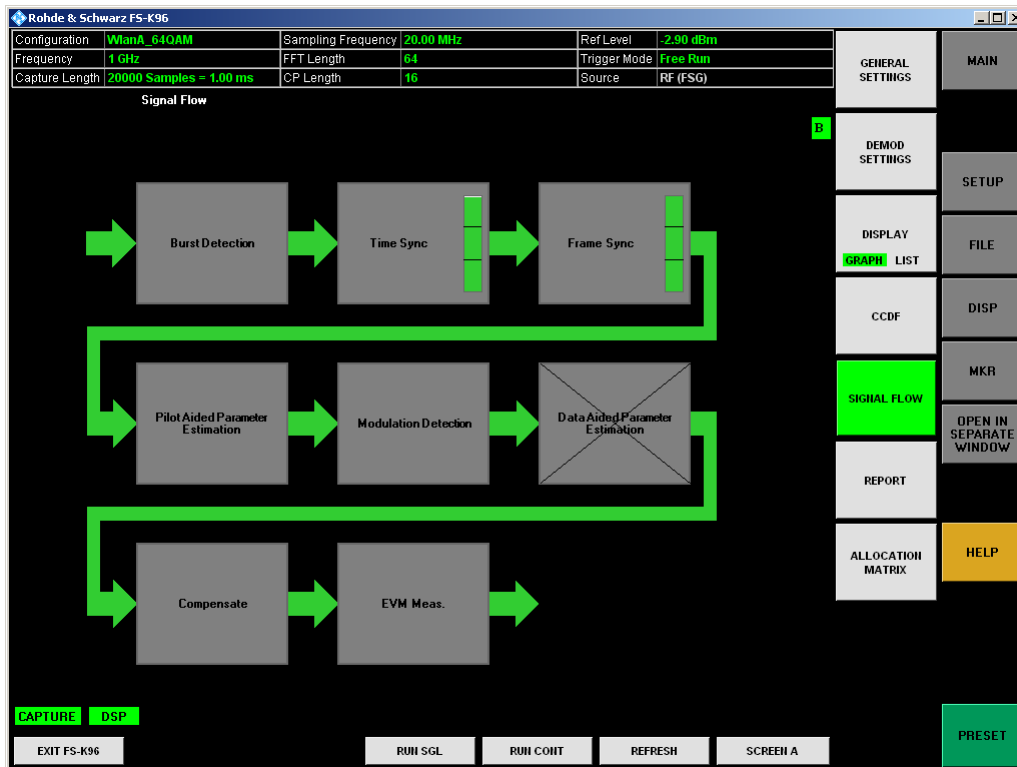 Rohde & Schwarz FS-K96
Configuration WlanA_64QAM Sampling Frequency 20.00 MHz Ref Level -2.90 dBm
Frequency 1 GHz FFT Length 64 Trigger Mode Free Run
Capture Length 20000 Samples = 1.00 ms CP Length 16 Source RF (FSG)
Signal Flow
B
Burst Detection
Time Sync
Frame Sync
Pilot Aided Parameter
Estimation
Modulation Detection
Data Aided Parameter
Estimation
Compensate
EVM Meas.
CAPTURE DSP
EXIT FS-K96
RUN SGL
RUN CONT
REFRESH
SCREEN A
GENERAL
SETTINGS
DEMOD
SETTINGS
DISPLAY
GRAPH LIST
CCDF
SIGNAL FLOW
REPORT
ALLOCATION
MATRIX
MAIN
SETUP
FILE
DISP
MKR
OPEN IN
SEPARATE
WINDOW
HELP
PRESET